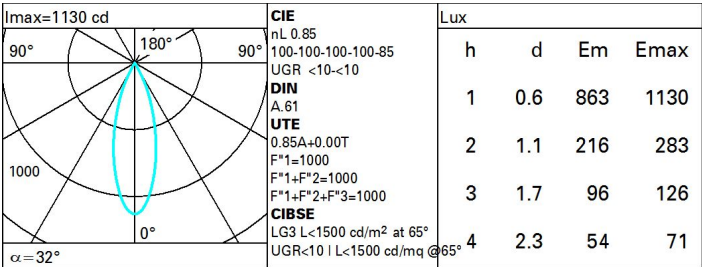 Imax=1130 cd
90° 180° 90°
1000
0°
α=32°
CIE
nL 0.85
100-100-100-100-85
UGR <10-<10
DIN
A.61
UTE
0.85A+0.00T
F"1=1000
F"1+F"2=1000
F"1+F"2+F"3=1000
CIBSE
LG3 L<1500 cd/m² at 65°
UGR<10 | L<1500 cd/mq @65°
Lux
h d Em Emax
1 0.6 863 1130
2 1.1 216 283
3 1.7 96 126
4 2.3 54 71